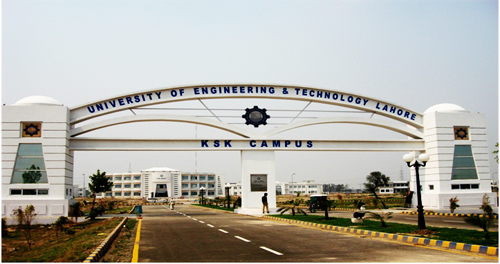 UNIVERSITY OF ENGINEERING & TECHNOLOGY LAHORE
KSK CAMPUS